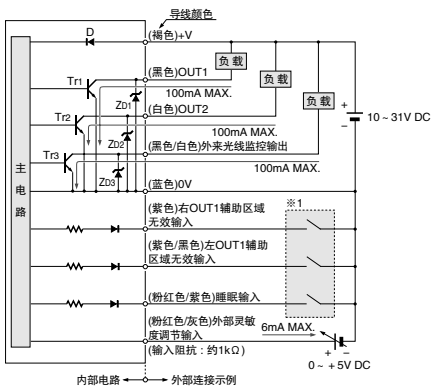 导线颜色
D
(褐色)+V
负载
(黑色)OUT1
Tr1
100mA MAX.
负载
ZD1
(白色)OUT2
负载
Tr2
100mA MAX.
+
−
10~31V DC
ZD2
(黑色/白色)外来光线监控输出
Tr3
100mA MAX.
ZD3
主电路
(蓝色)0V
(紫色)右OUT1辅助区域
无效输入
※1
(紫色/黑色)左OUT1辅助
区域无效输入
(粉红色/紫色)睡眠输入
(粉红色/灰色)外部灵敏
度调节输入
6mA MAX.
(输入阻抗:约1kΩ)
+ −
0~+5V DC
内部电路
外部连接示例